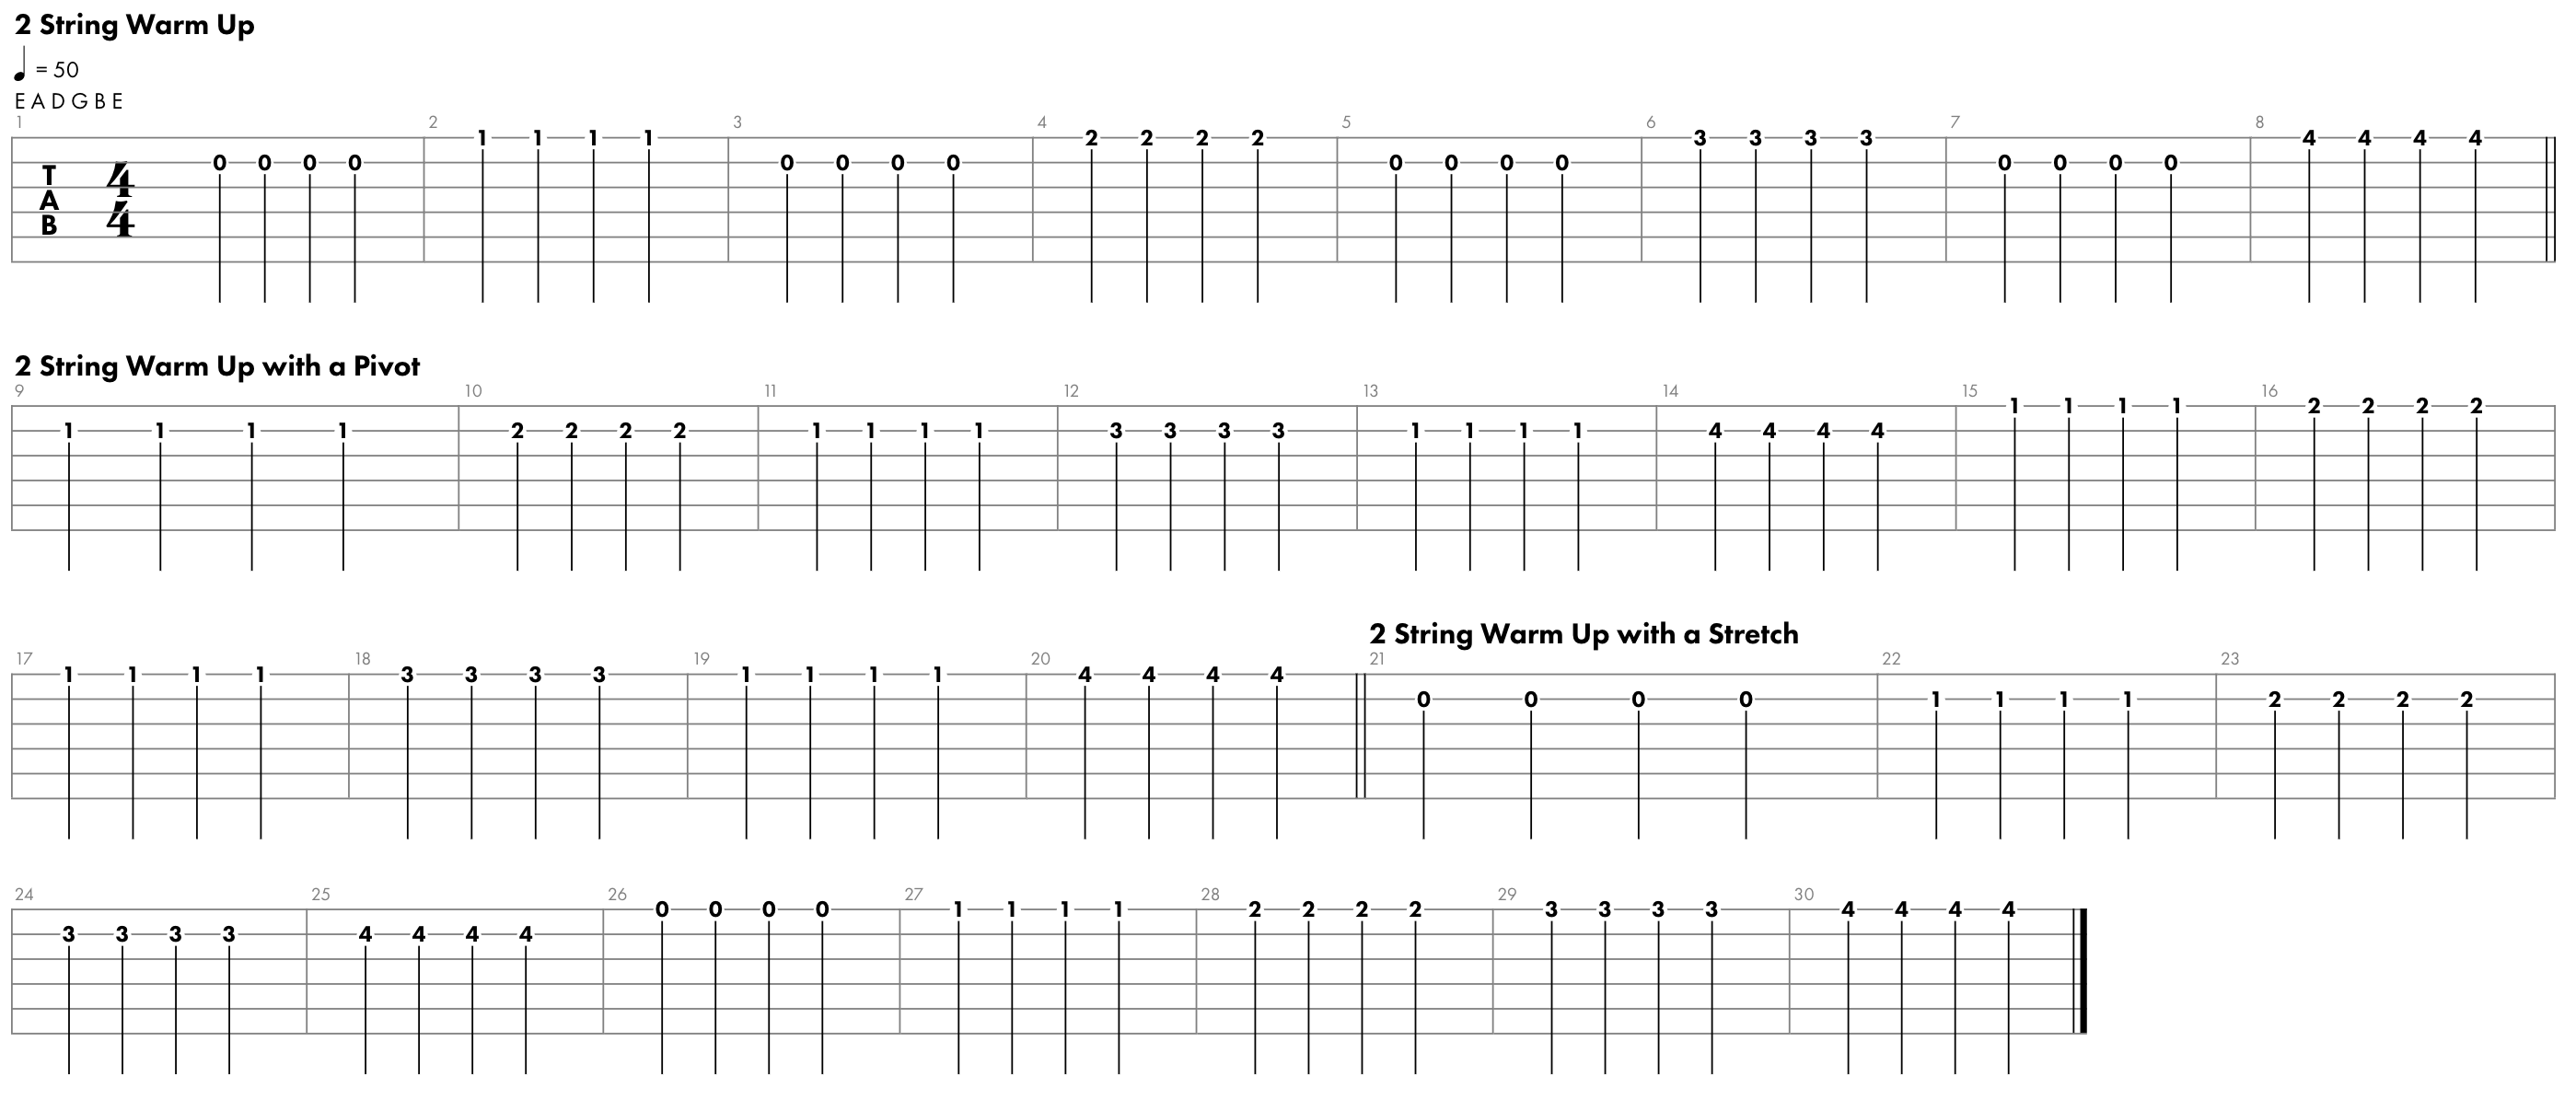 2 String Warm Up
♩ = 50
E A D G B E
1 2 3 4 5 6 7 8
1 1 1 1 2 2 2 2 3 3 3 3 4 4 4 4
0 0 0 0 0 0 0 0 0 0 0 0 0 0 0 0
T 4
A
B 4
2 String Warm Up with a Pivot
9 10 11 12 13 14 15 16
1 1 1 1 2 2 2 2
1 1 1 1 2 2 2 2 1 1 1 1 3 3 3 3 1 1 1 1 4 4 4 4
2 String Warm Up with a Stretch
17 18 19 20 21 22 23
1 1 1 1 3 3 3 3 1 1 1 1 4 4 4 4
0 0 0 0 1 1 1 1 2 2 2 2
24 25 26 27 28 29 30
0 0 0 0 1 1 1 1 2 2 2 2 3 3 3 3 4 4 4 4
3 3 3 3 4 4 4 4